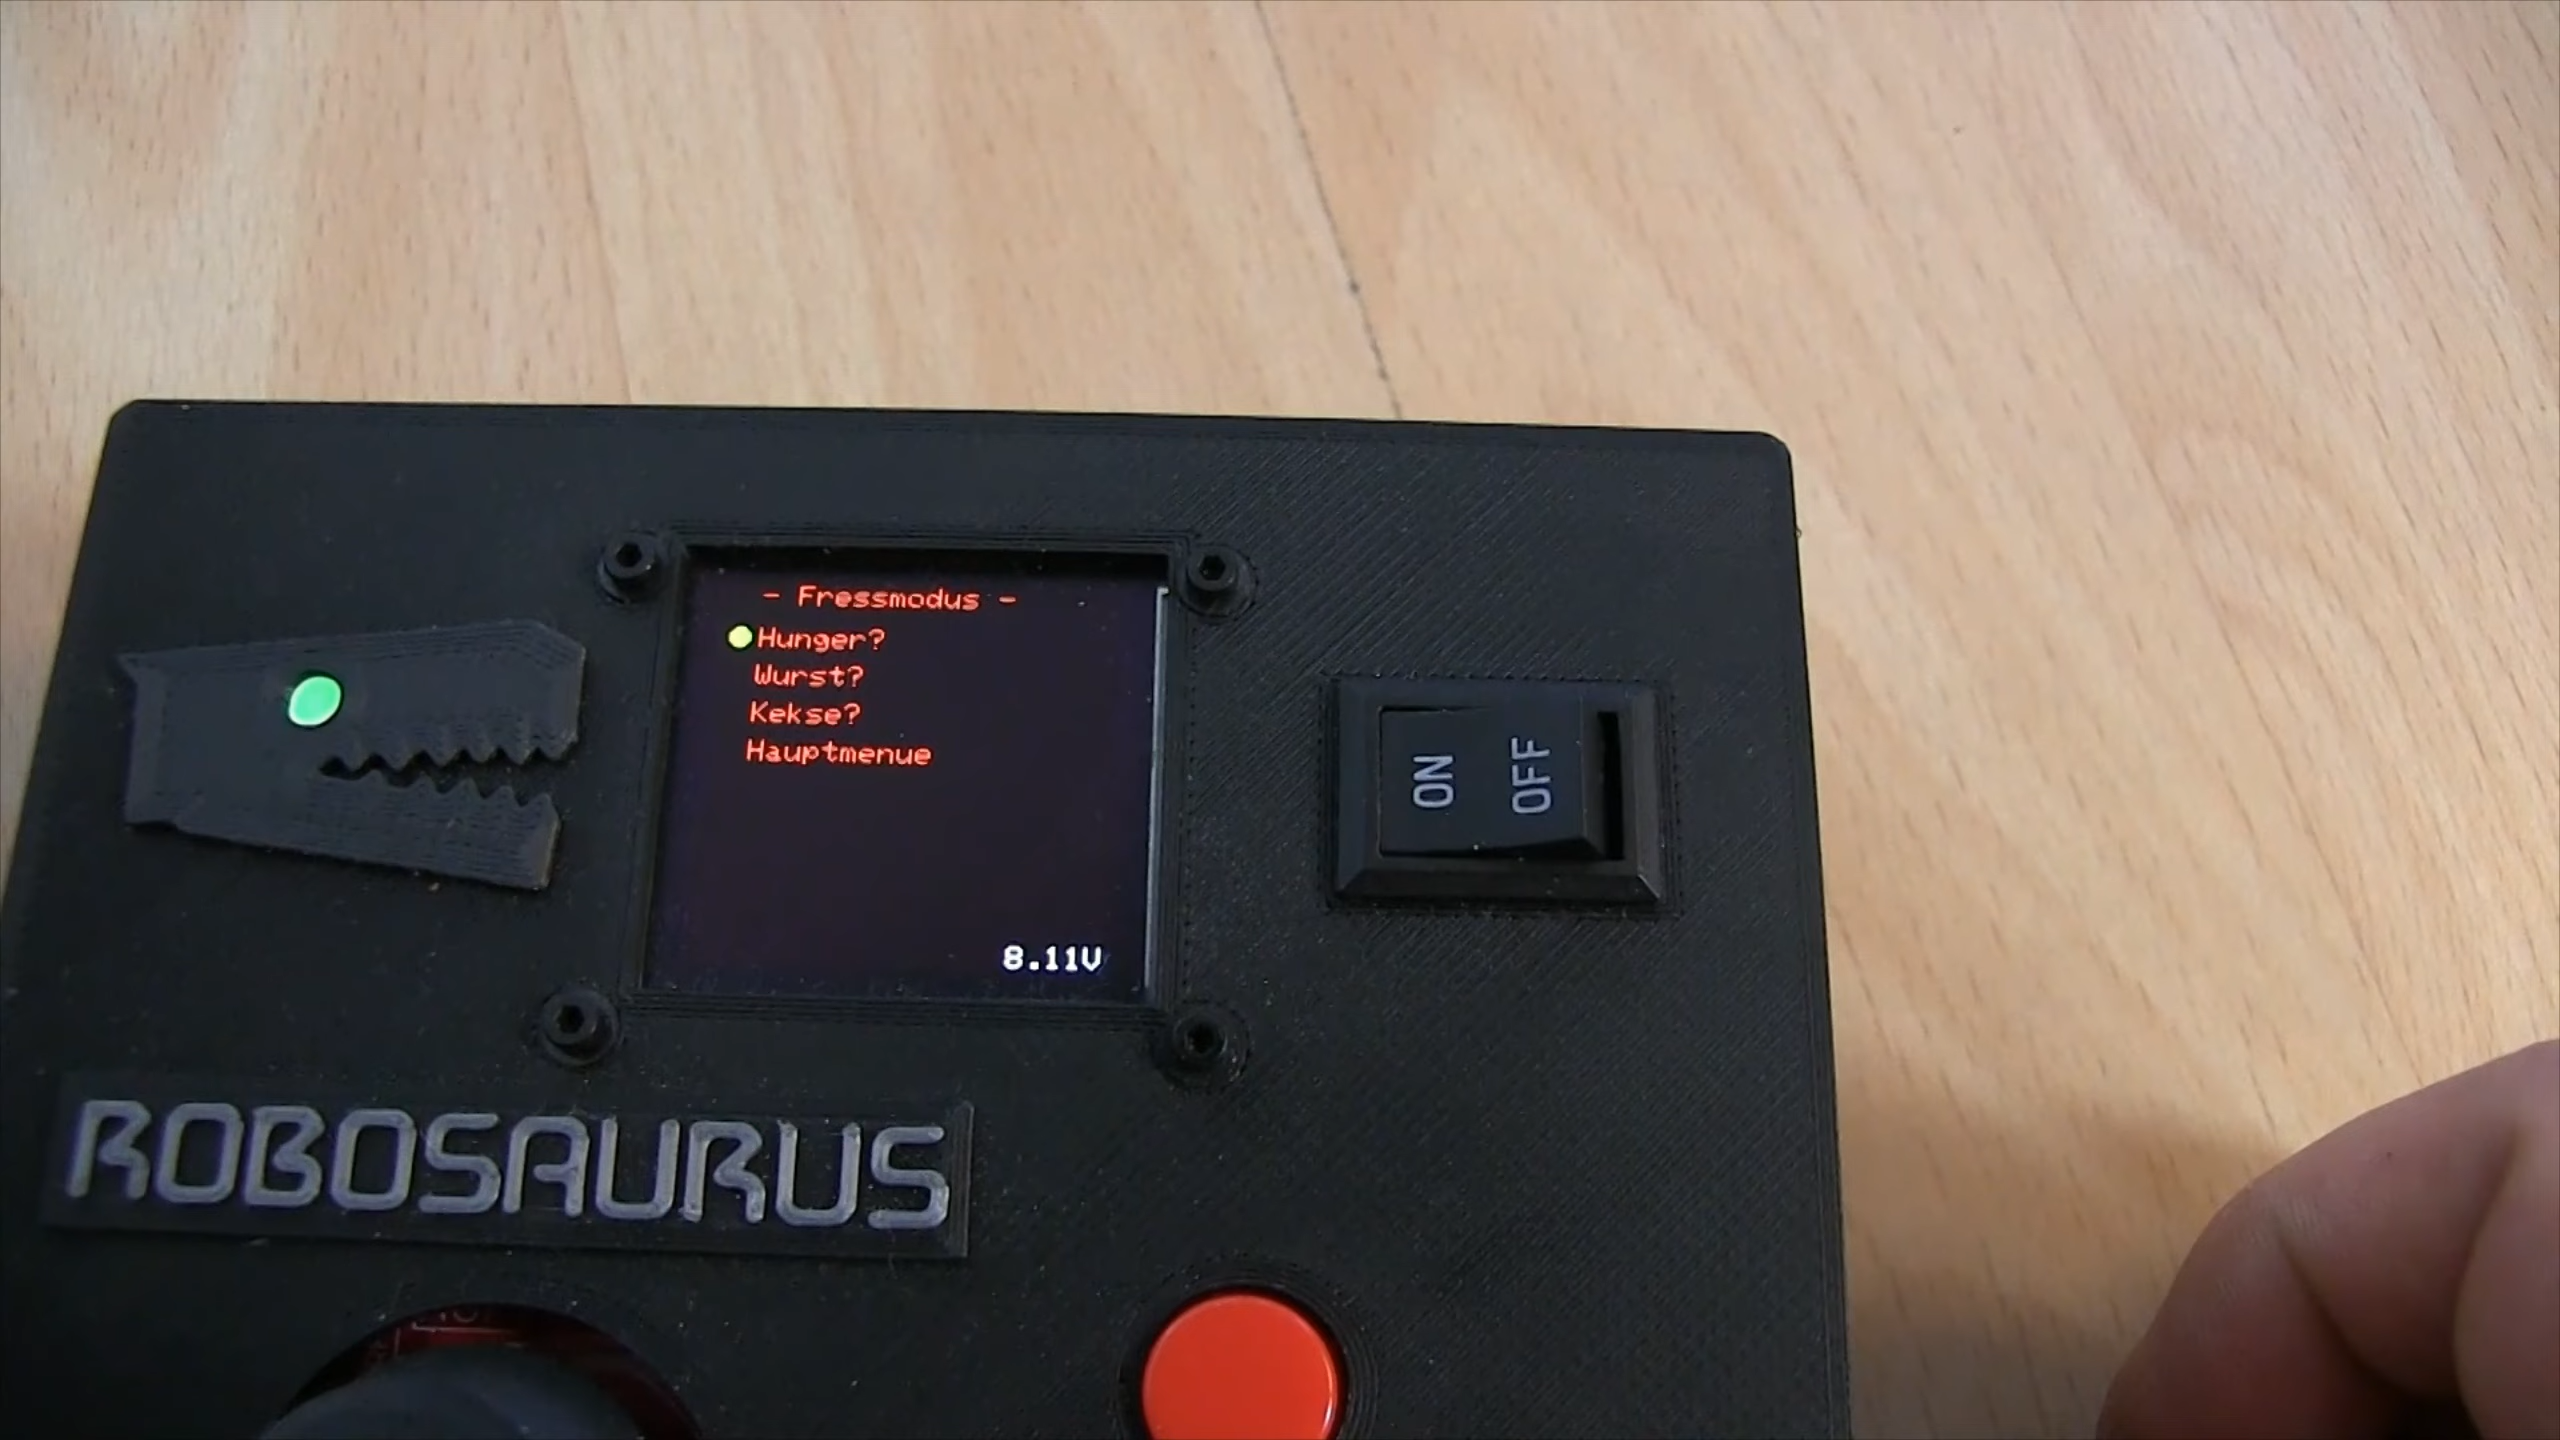 - Fressmodus -
Hunger?
Wurst?
Kekse?
Hauptmenue
8.11V
ON
OFF
ROBOSAURUS